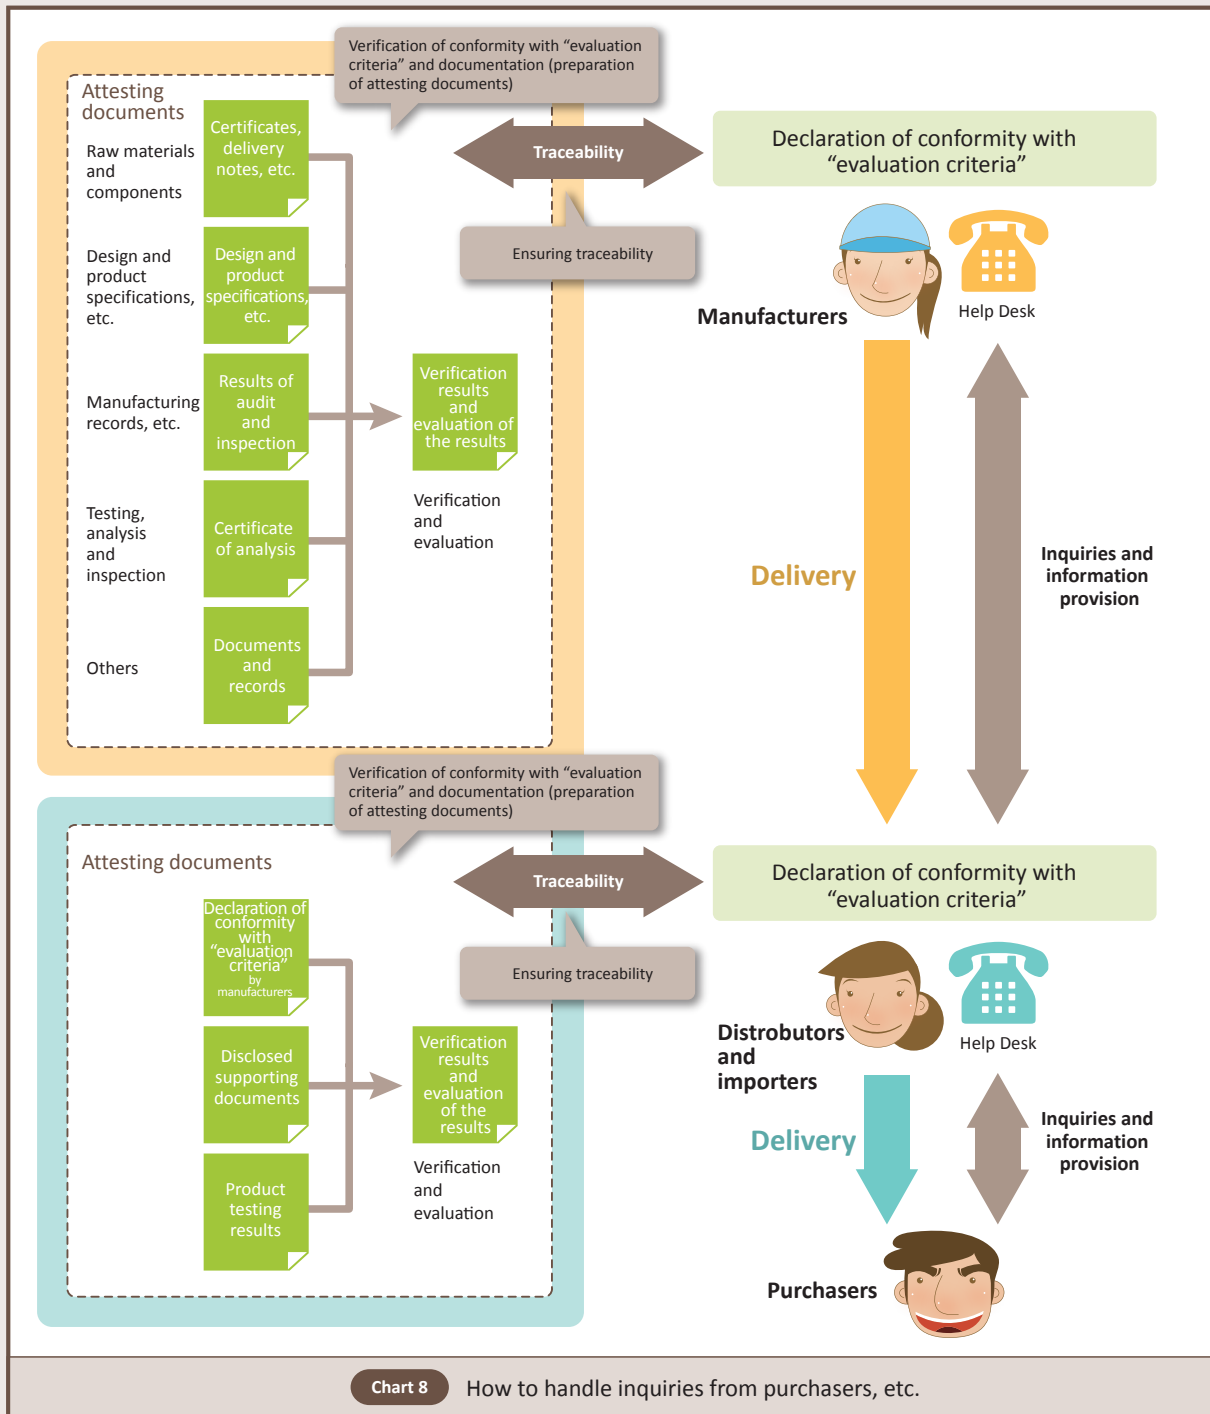 Verification of conformity with “evaluation
criteria” and documentation (preparation
of attesting documents)
Attesting
documents
Raw materials
and
components
Certificates,
delivery
notes, etc.
Traceability
Declaration of conformity with
“evaluation criteria”
Ensuring traceability
Design and
product
specifications,
etc.
Design and
product
specifications,
etc.
Manufacturers
Help Desk
Manufacturing
records, etc.
Results of
audit
and
inspection
Verification
results
and
evaluation of
the results
Verification
and
evaluation
Testing,
analysis
and
inspection
Certificate
of analysis
Others
Documents
and
records
Delivery
Inquiries and
information
provision
Verification of conformity with “evaluation
criteria” and documentation (preparation
of attesting documents)
Attesting documents
Traceability
Declaration of conformity with
“evaluation criteria”
Declaration of
conformity
with
“evaluation
criteria”
by
manufacturers
Ensuring traceability
Disclosed
supporting
documents
Product
testing
results
Verification
results
and
evaluation
of the
results
Verification
and
evaluation
Distrobutors
and
importers
Help Desk
Delivery
Inquiries and
information
provision
Purchasers
Chart 8 How to handle inquiries from purchasers, etc.